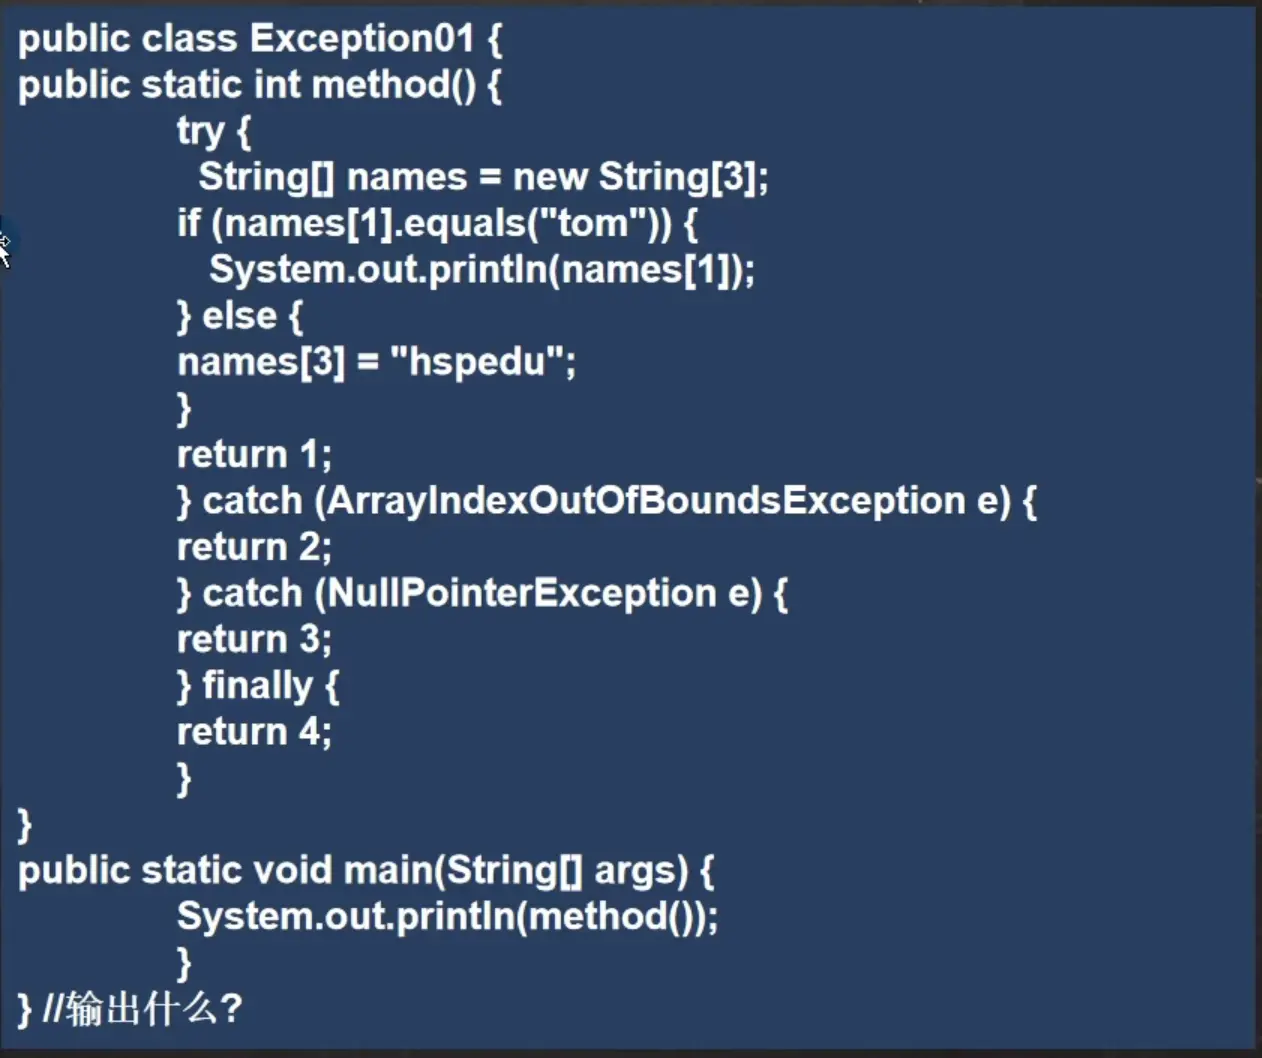 public class Exception01 {
public static int method() {
try {
String[] names = new String[3];
if (names[1].equals("tom")) {
System.out.println(names[1]);
} else {
names[3] = "hspedu";
}
return 1;
} catch (ArrayIndexOutOfBoundsException e) {
return 2;
} catch (NullPointerException e) {
return 3;
} finally {
return 4;
}
}
public static void main(String[] args) {
System.out.println(method());
}
} //输出什么?